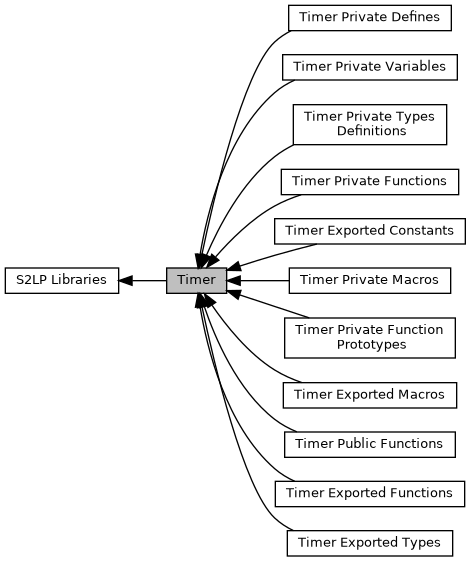 Timer Private Defines
Timer Private Variables
Timer Private Types
Definitions
Timer Private Functions
Timer Exported Constants
S2LP Libraries
Timer
Timer Private Macros
Timer Private Function
Prototypes
Timer Exported Macros
Timer Public Functions
Timer Exported Functions
Timer Exported Types